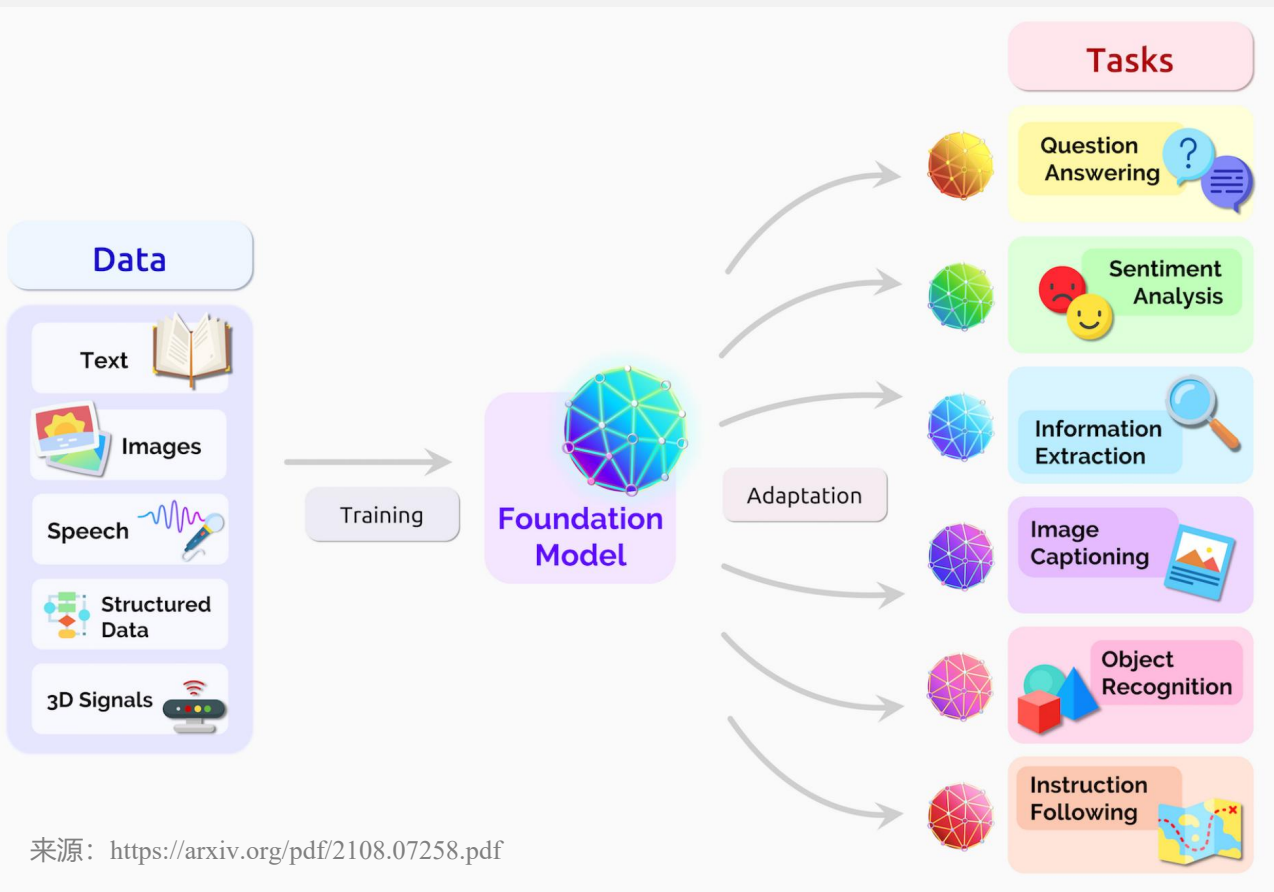 Data
Text
Images
Speech
Structured
Data
3D Signals
Training
Foundation
Model
Adaptation
Tasks
Question
Answering
?
Sentiment
Analysis
Information
Extraction
Image
Captioning
Object
Recognition
Instruction
Following
来源：https://arxiv.org/pdf/2108.07258.pdf